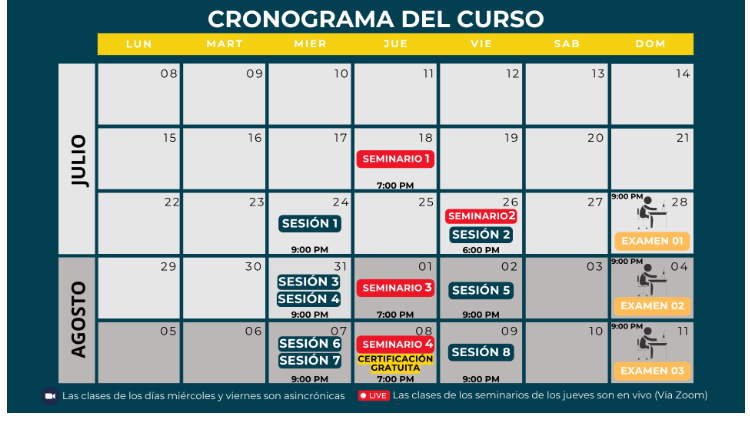 CRONOGRAMA DEL CURSO
LUN MART MIER JUE VIE SAB DOM
JULIO
08 09 10 11 12 13 14
15 16 17 18 19 20 21
SEMINARIO 1
7:00 PM
22 23 24 25 26 27 28
SESIÓN 1
9:00 PM
SEMINARIO2
SESIÓN 2
6:00 PM
9:00 PM
EXAMEN 01
AGOSTO
29 30 31 01 02 03 04
SESIÓN 3
SESIÓN 4
9:00 PM
SEMINARIO 3
7:00 PM
SESIÓN 5
9:00 PM
9:00 PM
EXAMEN 02
05 06 07 08 09 10 11
SESIÓN 6
SESIÓN 7
9:00 PM
SEMINARIO 4
CERTIFICACIÓN
GRATUITA
7:00 PM
SESIÓN 8
9:00 PM
9:00 PM
EXAMEN 03
Las clases de los días miércoles y viernes son asincrónicas
LIVE Las clases de los seminarios de los jueves son en vivo (Vía Zoom)